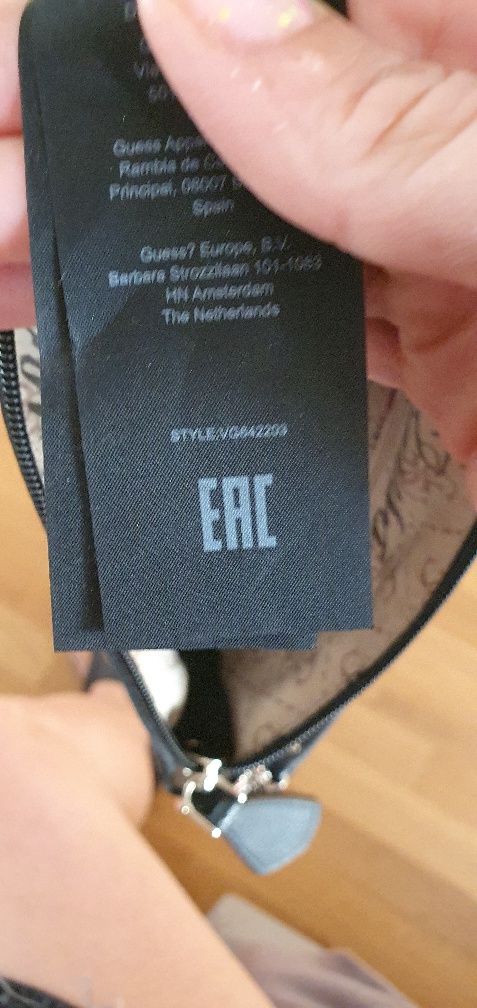 Guess
Rambla de
Principal, 08007
Spain
Guess? Europe, B.V.
Barbara Strozzilaan 101-1083
HN Amsterdam
The Netherlands
STYLE:VG642203
EAC